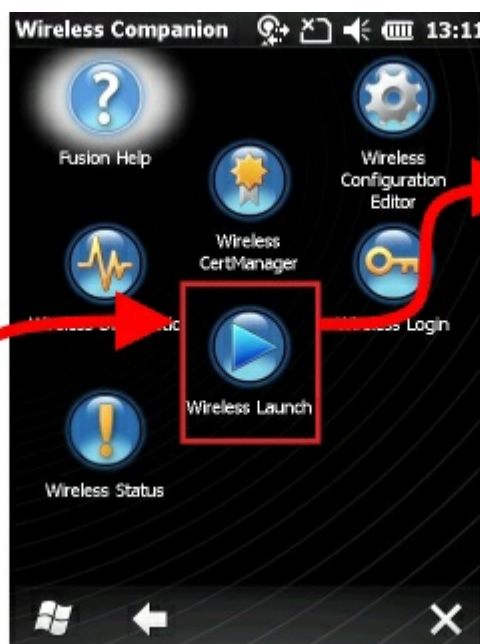 Wireless Companion 13:11
Fusion Help
Wireless
Configuration
Editor
Wireless
CertManager
Wireless Login
Wireless Launch
Wireless Status